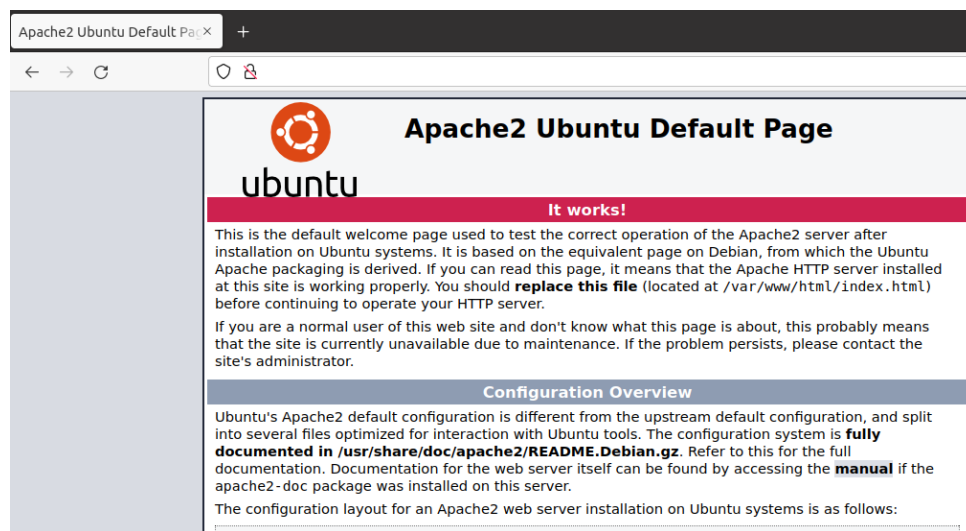 Apache2 Ubuntu Default Pag
ubuntu
Apache2 Ubuntu Default Page
It works!
This is the default welcome page used to test the correct operation of the Apache2 server after
installation on Ubuntu systems. It is based on the equivalent page on Debian, from which the Ubuntu
Apache packaging is derived. If you can read this page, it means that the Apache HTTP server installed
at this site is working properly. You should replace this file (located at /var/www/html/index.html)
before continuing to operate your HTTP server.
If you are a normal user of this web site and don't know what this page is about, this probably means
that the site is currently unavailable due to maintenance. If the problem persists, please contact the
site's administrator.
Configuration Overview
Ubuntu's Apache2 default configuration is different from the upstream default configuration, and split
into several files optimized for interaction with Ubuntu tools. The configuration system is fully
documented in /usr/share/doc/apache2/README.Debian.gz. Refer to this for the full
documentation. Documentation for the web server itself can be found by accessing the manual if the
apache2-doc package was installed on this server.
The configuration layout for an Apache2 web server installation on Ubuntu systems is as follows: